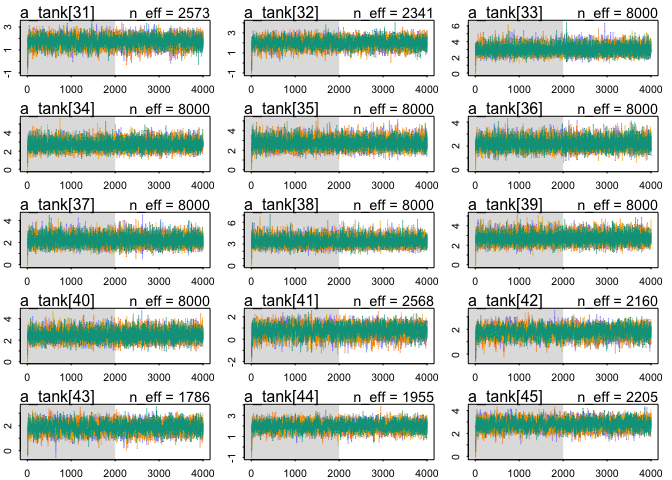 a_tank[31] n_eff = 2573
a_tank[32] n_eff = 2341
a_tank[33] n_eff = 8000
-1 1 3
-1 1 3
0 2 4 6
0 1000 2000 3000 4000
0 1000 2000 3000 4000
0 1000 2000 3000 4000
a_tank[34] n_eff = 8000
a_tank[35] n_eff = 8000
a_tank[36] n_eff = 8000
0 2 4
0 2 4
0 2 4
0 1000 2000 3000 4000
0 1000 2000 3000 4000
0 1000 2000 3000 4000
a_tank[37] n_eff = 8000
a_tank[38] n_eff = 8000
a_tank[39] n_eff = 8000
0 2 4
0 3 6
0 2 4
0 1000 2000 3000 4000
0 1000 2000 3000 4000
0 1000 2000 3000 4000
a_tank[40] n_eff = 8000
a_tank[41] n_eff = 2568
a_tank[42] n_eff = 2160
0 2 4
-2 0 2
0 2
0 1000 2000 3000 4000
0 1000 2000 3000 4000
0 1000 2000 3000 4000
a_tank[43] n_eff = 1786
a_tank[44] n_eff = 1955
a_tank[45] n_eff = 2205
0 2
-1 1 3
0 2 4
0 1000 2000 3000 4000
0 1000 2000 3000 4000
0 1000 2000 3000 4000